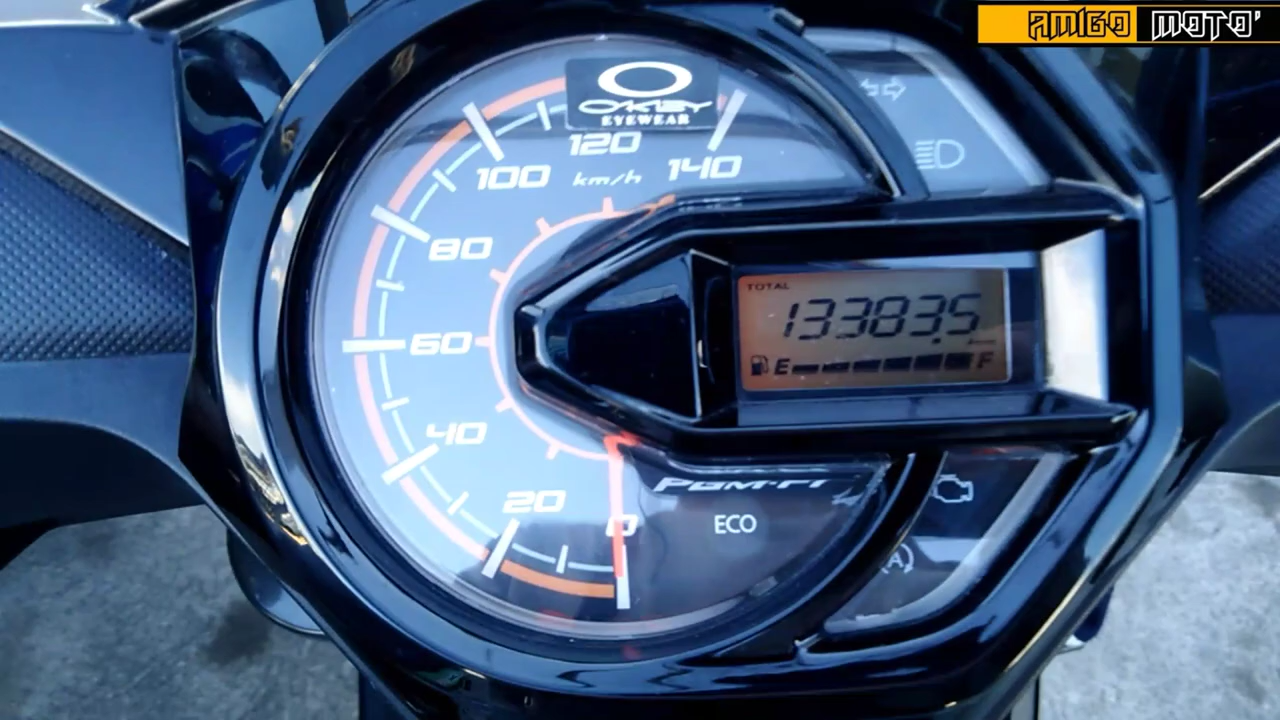 AMIGO MOTO'
OAKLEY
EYEWEAR
120
100
km/h
140
80
TOTAL
13383.5
60
E F
40
PGM-FI
20
0
ECO
(A)